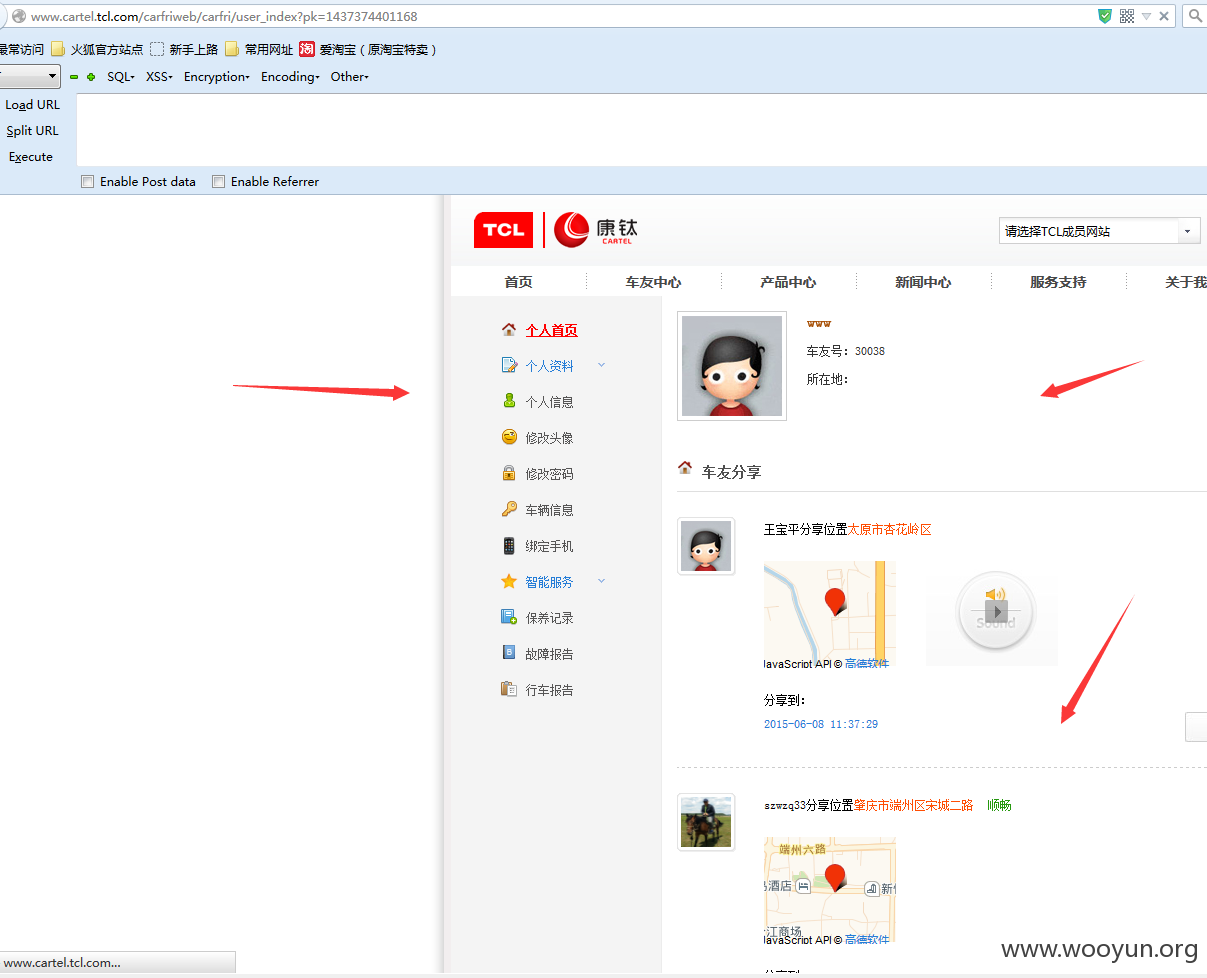 www.cartel.tcl.com/carfriweb/carfri/user_index?pk=1437374401168
最常访问 火狐官方站点 新手上路 常用网址 淘 爱淘宝（原淘宝特卖）
SQL XSS Encryption Encoding Other
Load URL
Split URL
Execute
Enable Post data Enable Referrer
TCL 康钛 CARTEL 请选择TCL成员网站
首页 车友中心 产品中心 新闻中心 服务支持 关于我
个人首页
个人资料
个人信息
修改头像
修改密码
车辆信息
绑定手机
智能服务
保养记录
故障报告
行车报告
www
车友号：30038
所在地：
车友分享
王宝平分享位置太原市杏花岭区
Sound
JavaScript API © 高德软件
分享到：
2015-06-08 11:37:29
szwzq33分享位置肇庆市端州区宋城二路 顺畅
端州六路
酒店
江商场
JavaScript API © 高德软件
www.cartel.tcl.com...
www.wooyun.org